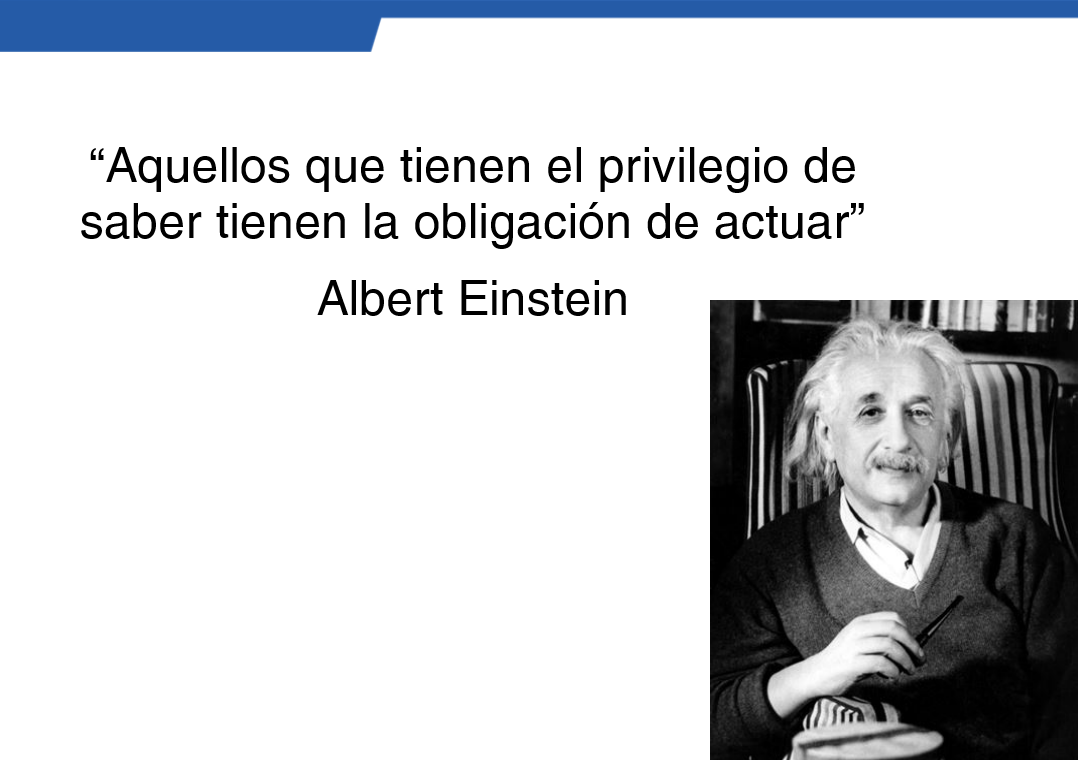 “Aquellos que tienen el privilegio de
saber tienen la obligación de actuar”
Albert Einstein